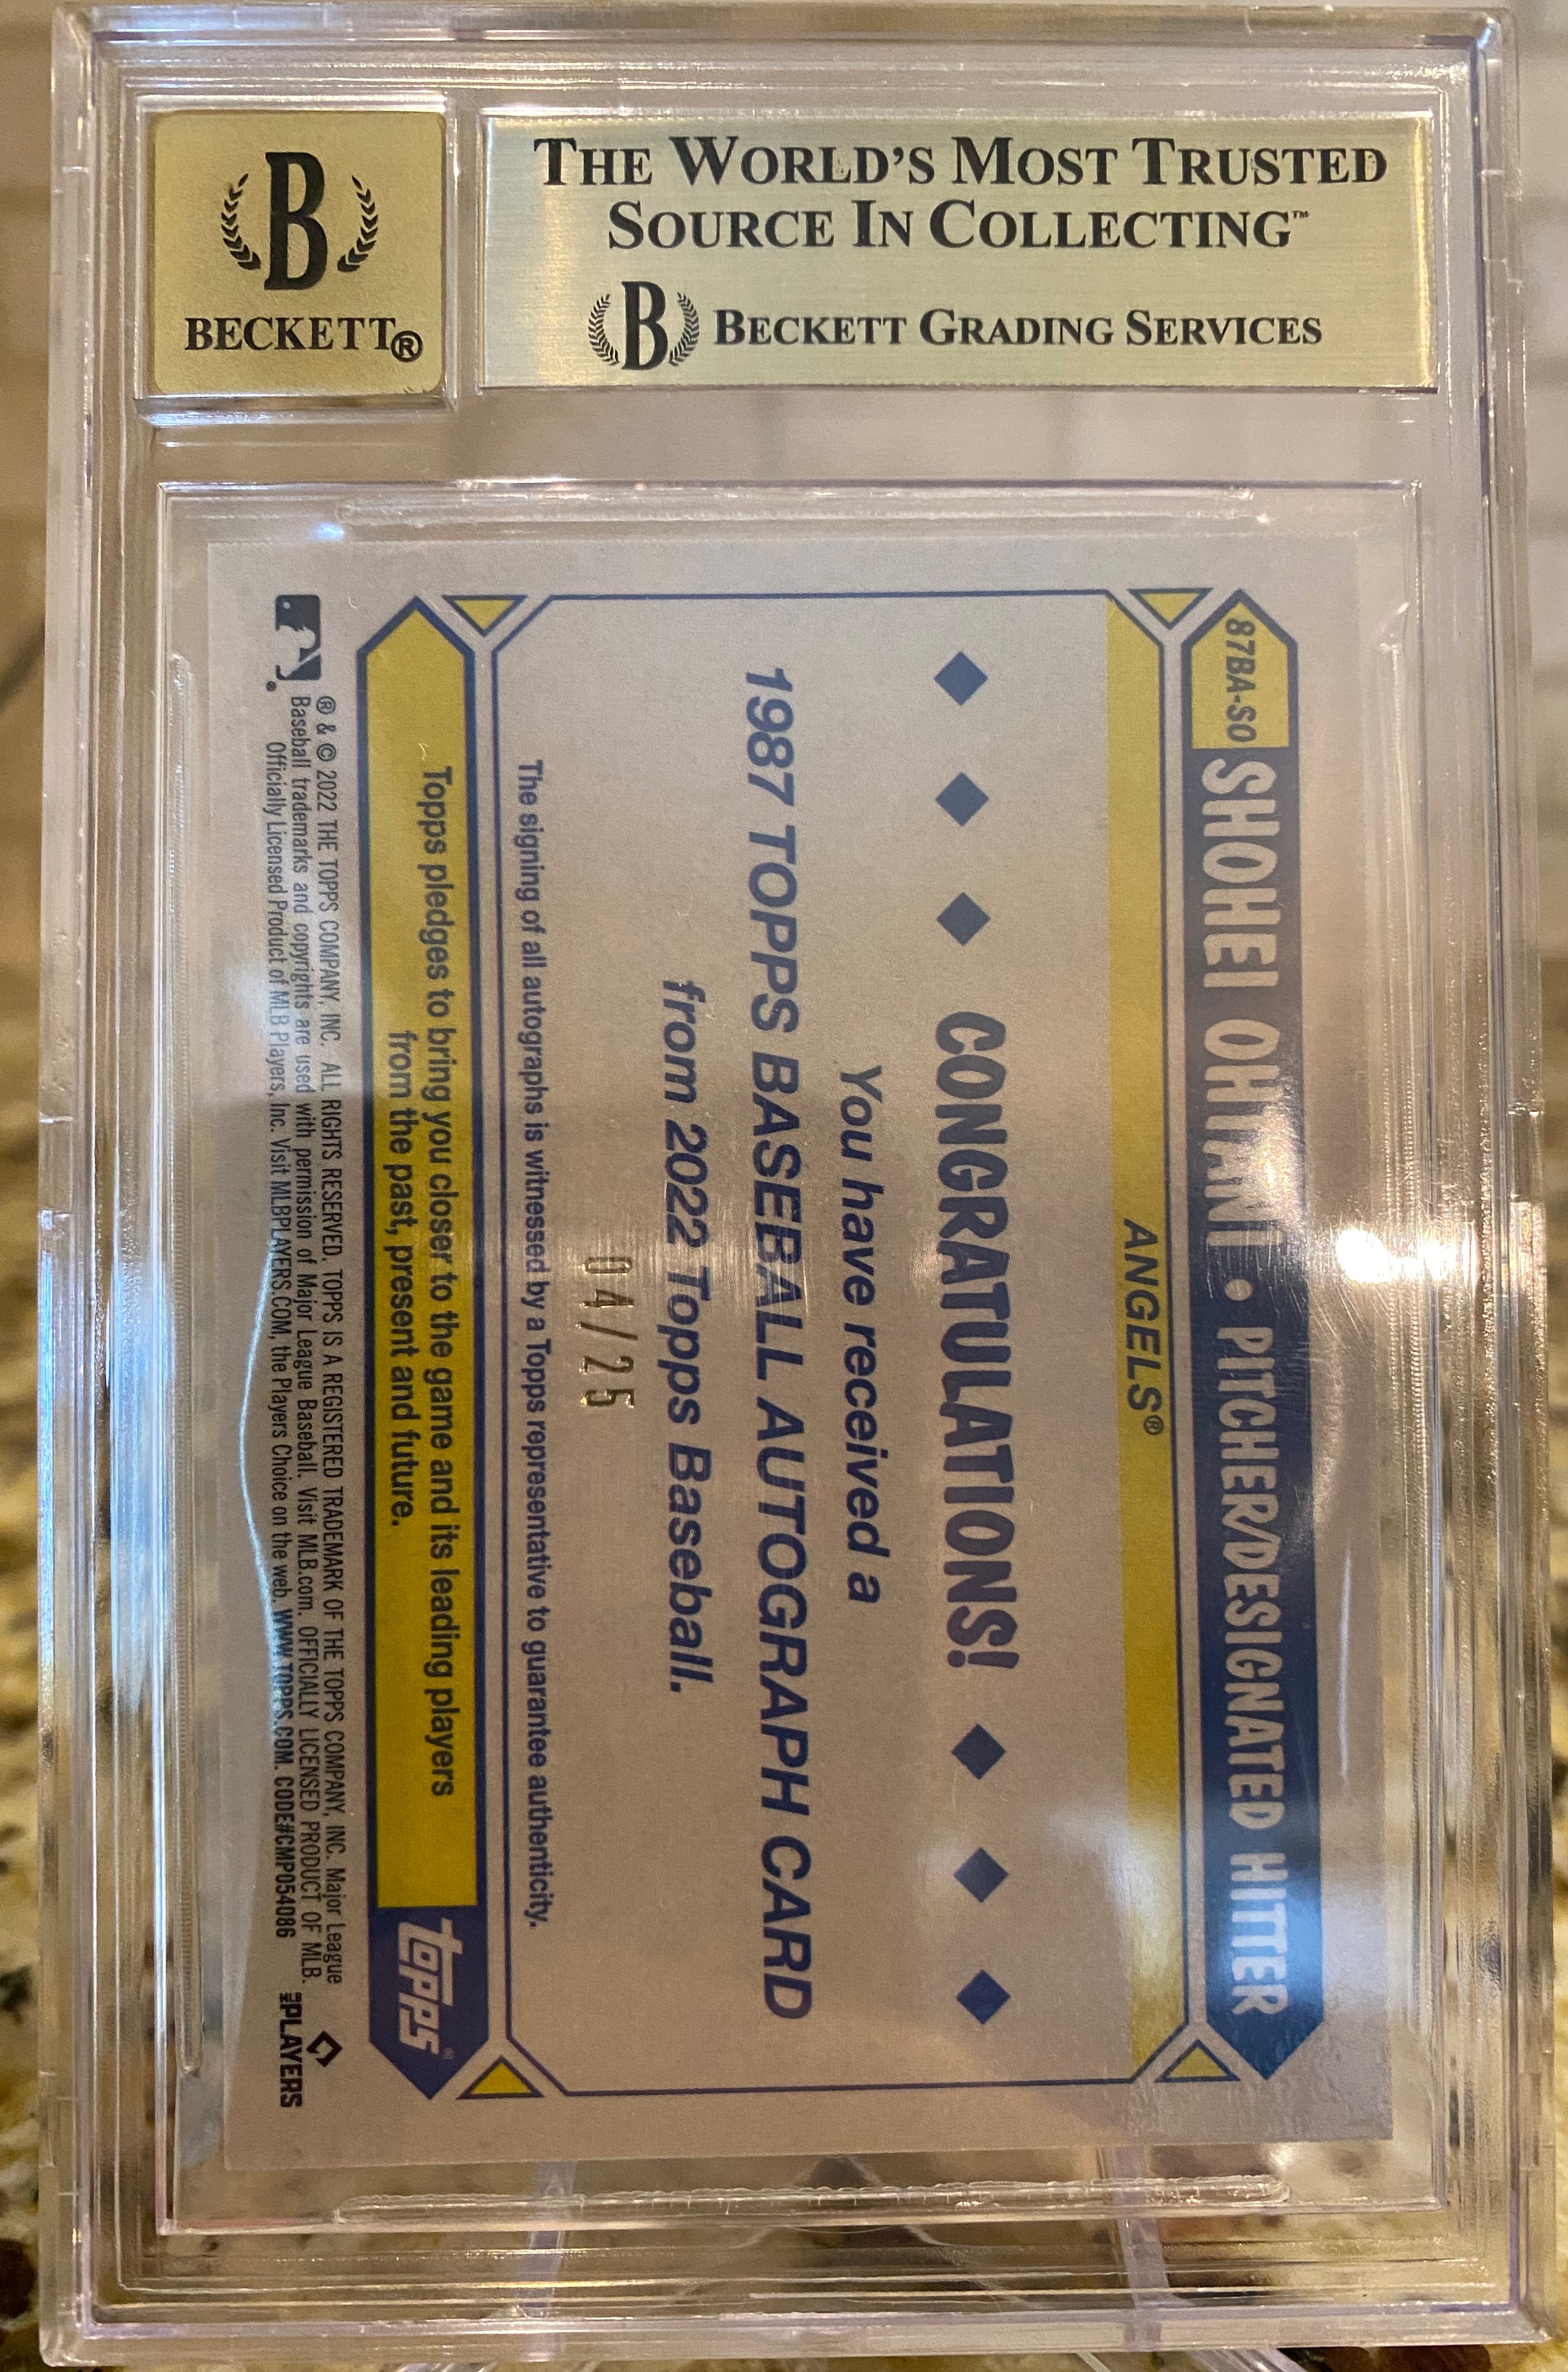 B
BECKETT®
THE WORLD'S MOST TRUSTED
SOURCE IN COLLECTING™
B BECKETT GRADING SERVICES
87BA-SO SHOHEI OHTANI • PITCHER/DESIGNATED HITTER
ANGELS®
CONGRATULATIONS!
You have received a
1987 TOPPS BASEBALL AUTOGRAPH CARD
from 2022 Topps Baseball.
04/25
The signing of all autographs is witnessed by a Topps representative to guarantee authenticity.
Topps pledges to bring you closer to the game and its leading players
from the past, present and future.
topps®
® & © 2022 THE TOPPS COMPANY, INC. ALL RIGHTS RESERVED. TOPPS IS A REGISTERED TRADEMARK OF THE TOPPS COMPANY, INC. Major League
Baseball trademarks and copyrights are used with permission of Major League Baseball. Visit MLB.com. OFFICIALLY LICENSED PRODUCT OF MLB.
Officially Licensed Product of MLB Players, Inc. Visit MLBPLAYERS.COM, the Players Choice on the web. WWW.TOPPS.COM. CODE#CMP054086
MLB PLAYERS